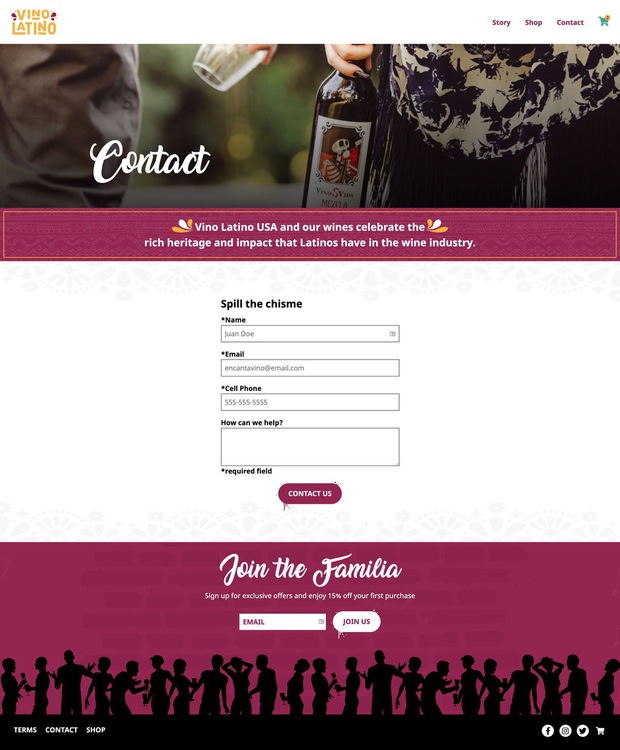 VINO
LATINO
Story
Shop
Contact
Contact
VINO S VIDS
MEZCLA
Vino Latino USA and our wines celebrate the
rich heritage and impact that Latinos have in the wine industry.
Spill the chisme
*Name
Juan Doe
*Email
encantavino@email.com
*Cell Phone
555-555-5555
How can we help?
*required field
CONTACT US
Join the Familia
Sign up for exclusive offers and enjoy 15% off your first purchase
EMAIL
JOIN US
TERMS
CONTACT
SHOP